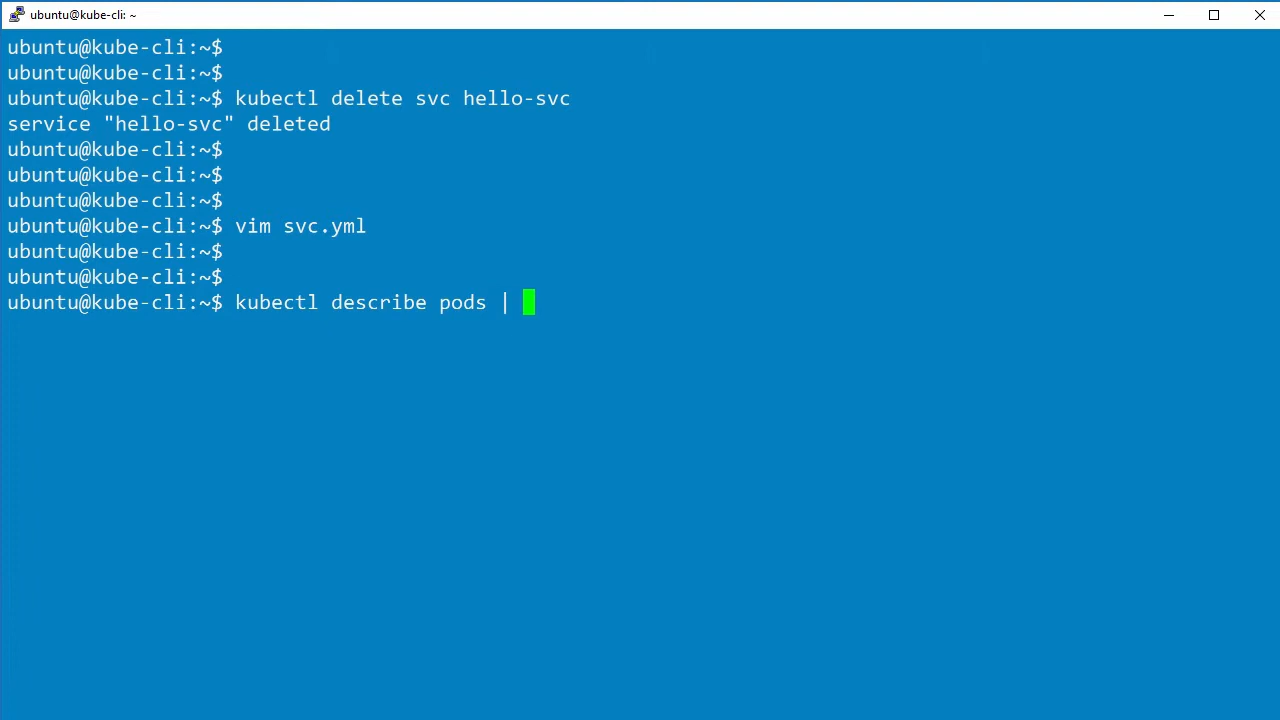 ubuntu@kube-cli: ~
ubuntu@kube-cli:~$
ubuntu@kube-cli:~$
ubuntu@kube-cli:~$ kubectl delete svc hello-svc
service "hello-svc" deleted
ubuntu@kube-cli:~$
ubuntu@kube-cli:~$
ubuntu@kube-cli:~$
ubuntu@kube-cli:~$ vim svc.yml
ubuntu@kube-cli:~$
ubuntu@kube-cli:~$
ubuntu@kube-cli:~$ kubectl describe pods |